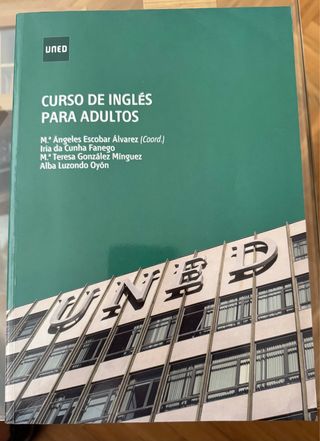 UNED
CURSO DE INGLÉS
PARA ADULTOS
M.ª Ángeles Escobar Álvarez (Coord.)
Iria da Cunha Fanego
M.ª Teresa González Mínguez
Alba Luzondo Oyón
UNED